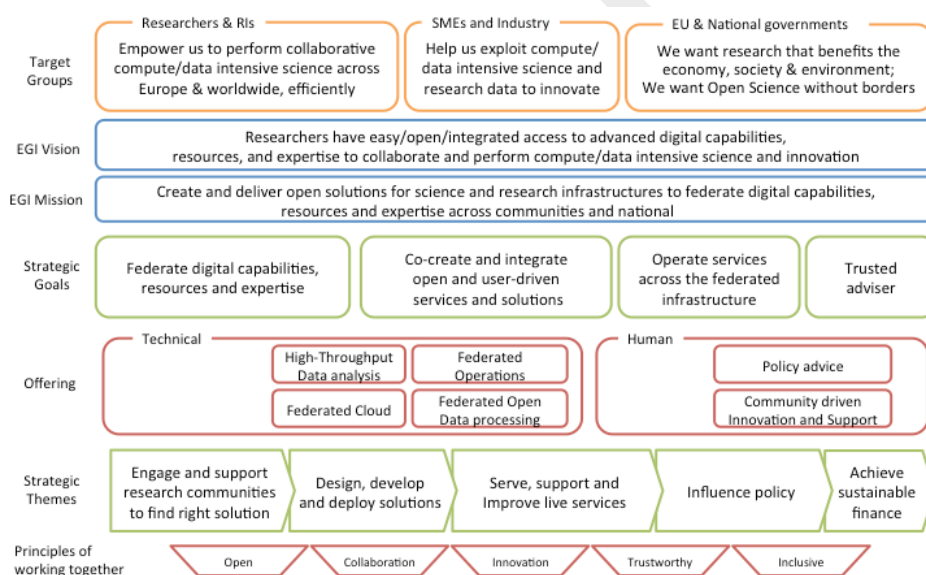 Researchers & RIs
SMEs and Industry
EU & National governments
Target
Groups
Empower us to perform collaborative
compute/data intensive science across
Europe & worldwide, efficiently
Help us exploit compute/
data intensive science and
research data to innovate
We want research that benefits the
economy, society & environment;
We want Open Science without borders
EGI Vision
Researchers have easy/open/integrated access to advanced digital capabilities,
resources, and expertise to collaborate and perform compute/data intensive science and innovation
EGI Mission
Create and deliver open solutions for science and research infrastructures to federate digital capabilities,
resources and expertise across communities and national
Strategic
Goals
Federate digital capabilities,
resources and expertise
Co-create and integrate
open and user-driven
services and solutions
Operate services
across the federated
infrastructure
Trusted
adviser
Offering
Technical
High-Throughput
Data analysis
Federated
Operations
Federated Cloud
Federated Open
Data processing
Human
Policy advice
Community driven
Innovation and Support
Strategic
Themes
Engage and support
research communities
to find right solution
Design, develop
and deploy solutions
Serve, support and
Improve live services
Influence policy
Achieve
sustainable
finance
Principles of
working together
Open
Collaboration
Innovation
Trustworthy
Inclusive